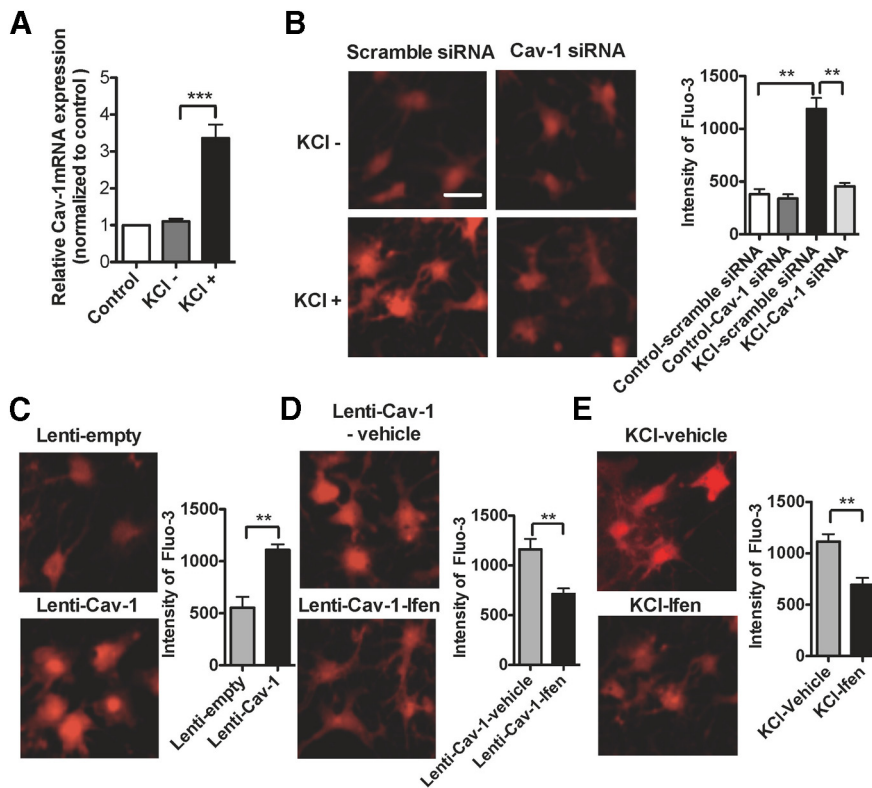 A
Relative Cav-1mRNA expression
(normalized to control )
5
4
3
2
1
0
***
Control
KCl -
KCl +
B
Scramble siRNA
Cav-1 siRNA
KCl -
KCl +
Intensity of Fluo-3
1500
1000
500
0
**
**
Control-scramble siRNA
Control-Cav-1 siRNA
KCl-scramble siRNA
KCl-Cav-1 siRNA
C
Lenti-empty
Lenti-Cav-1
Intensity of Fluo-3
1500
1000
500
0
**
Lenti-empty
Lenti-Cav-1
D
Lenti-Cav-1
- vehicle
Lenti-Cav-1-Ifen
Intensity of Fluo-3
1500
1000
500
0
**
Lenti-Cav-1-vehicle
Lenti-Cav-1-Ifen
E
KCl-vehicle
KCl-Ifen
Intensity of Fluo-3
1500
1000
500
0
**
KCl-Vehicle
KCl-Ifen